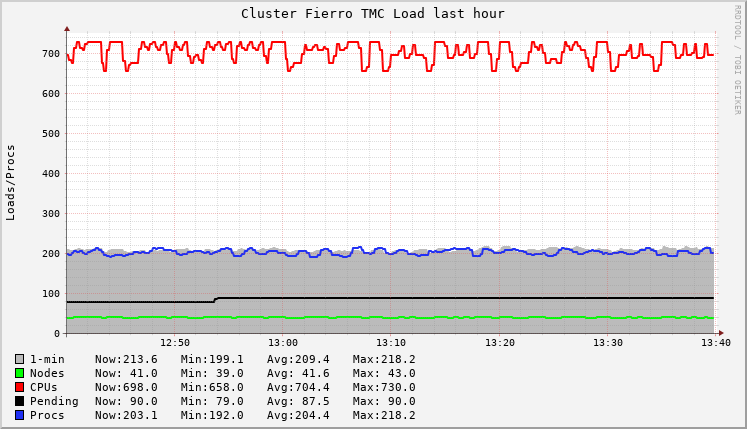 Cluster Fierro TMC Load last hour
RRDTOOL / TOBI OETIKER
Loads/Procs
700
600
500
400
300
200
100
0
12:50 13:00 13:10 13:20 13:30 13:40
1-min Now:213.6 Min:199.1 Avg:209.4 Max:218.2
Nodes Now: 41.0 Min: 39.0 Avg: 41.6 Max: 43.0
CPUs Now:698.0 Min:658.0 Avg:704.4 Max:730.0
Pending Now: 90.0 Min: 79.0 Avg: 87.5 Max: 90.0
Procs Now:203.1 Min:192.0 Avg:204.4 Max:218.2